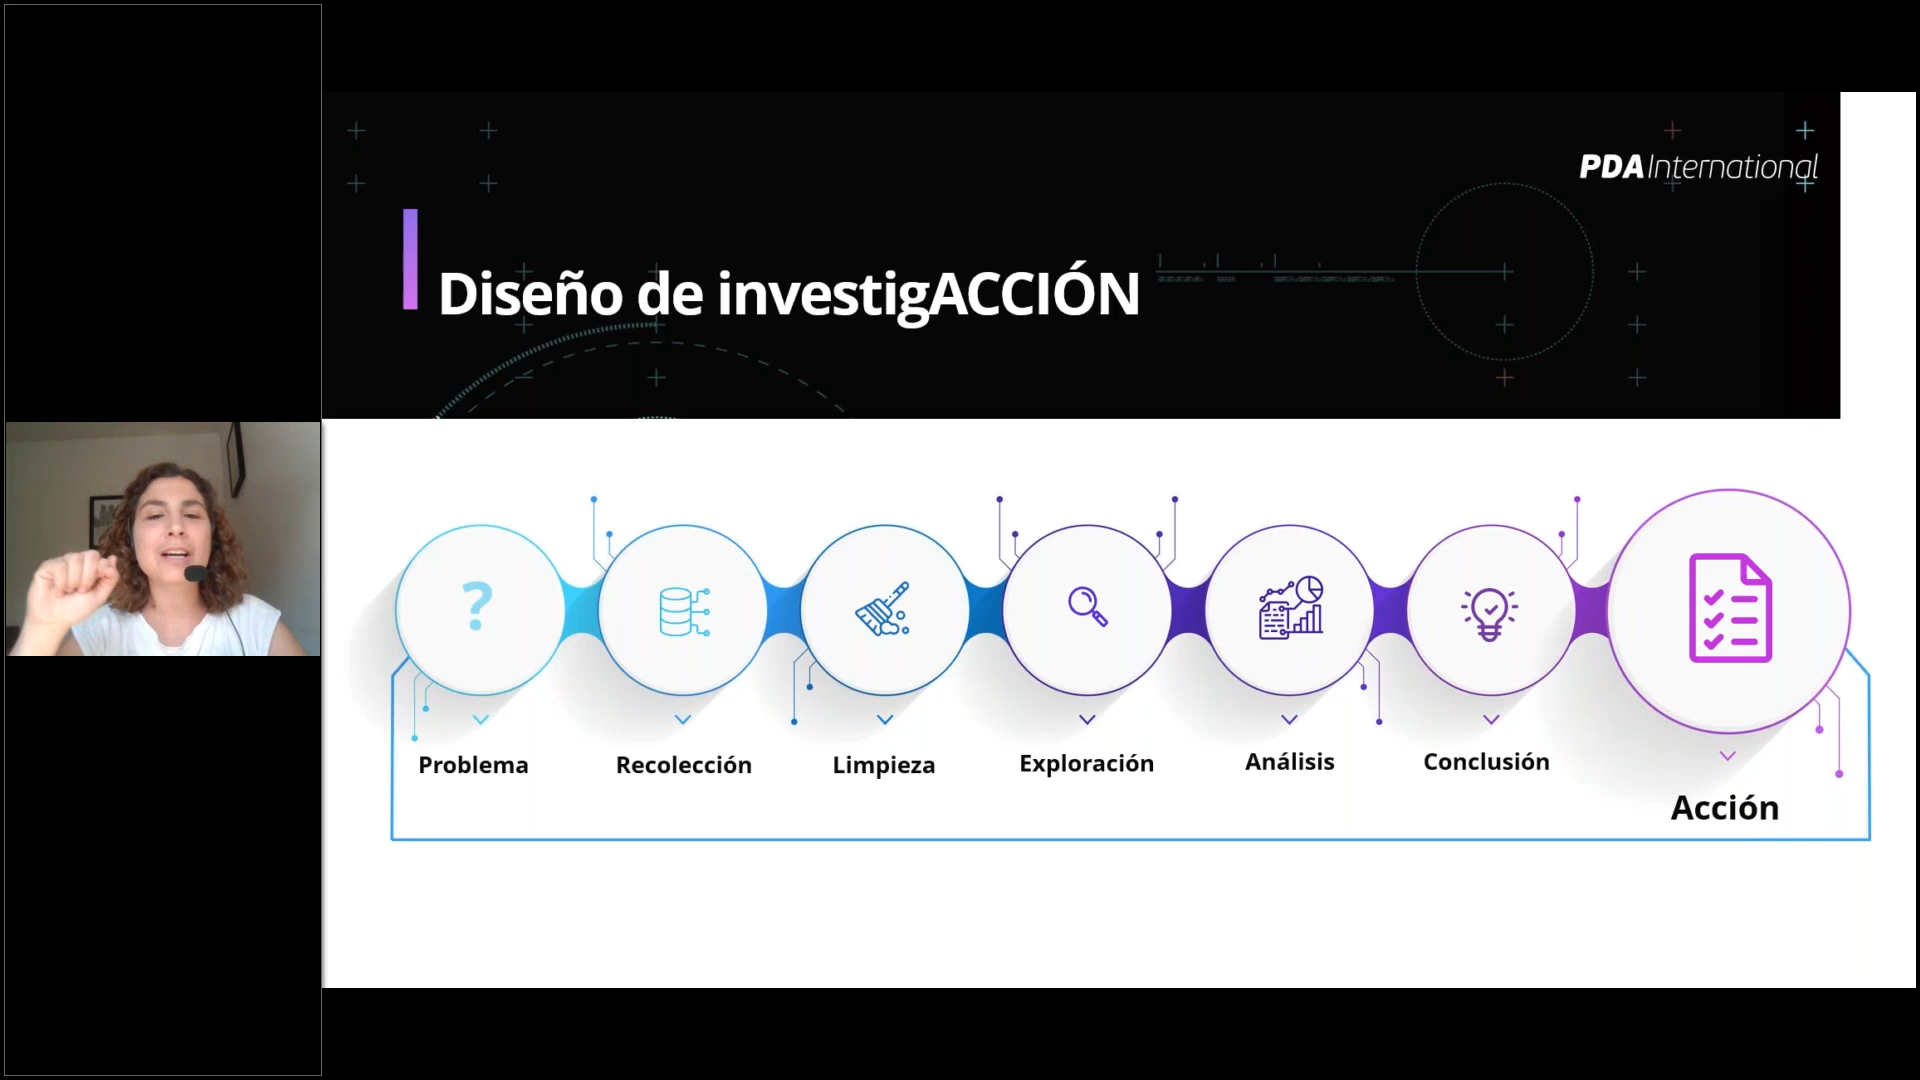 PDA International
Diseño de investigACCIÓN
?
Problema
Recolección
Limpieza
Exploración
Análisis
Conclusión
Acción